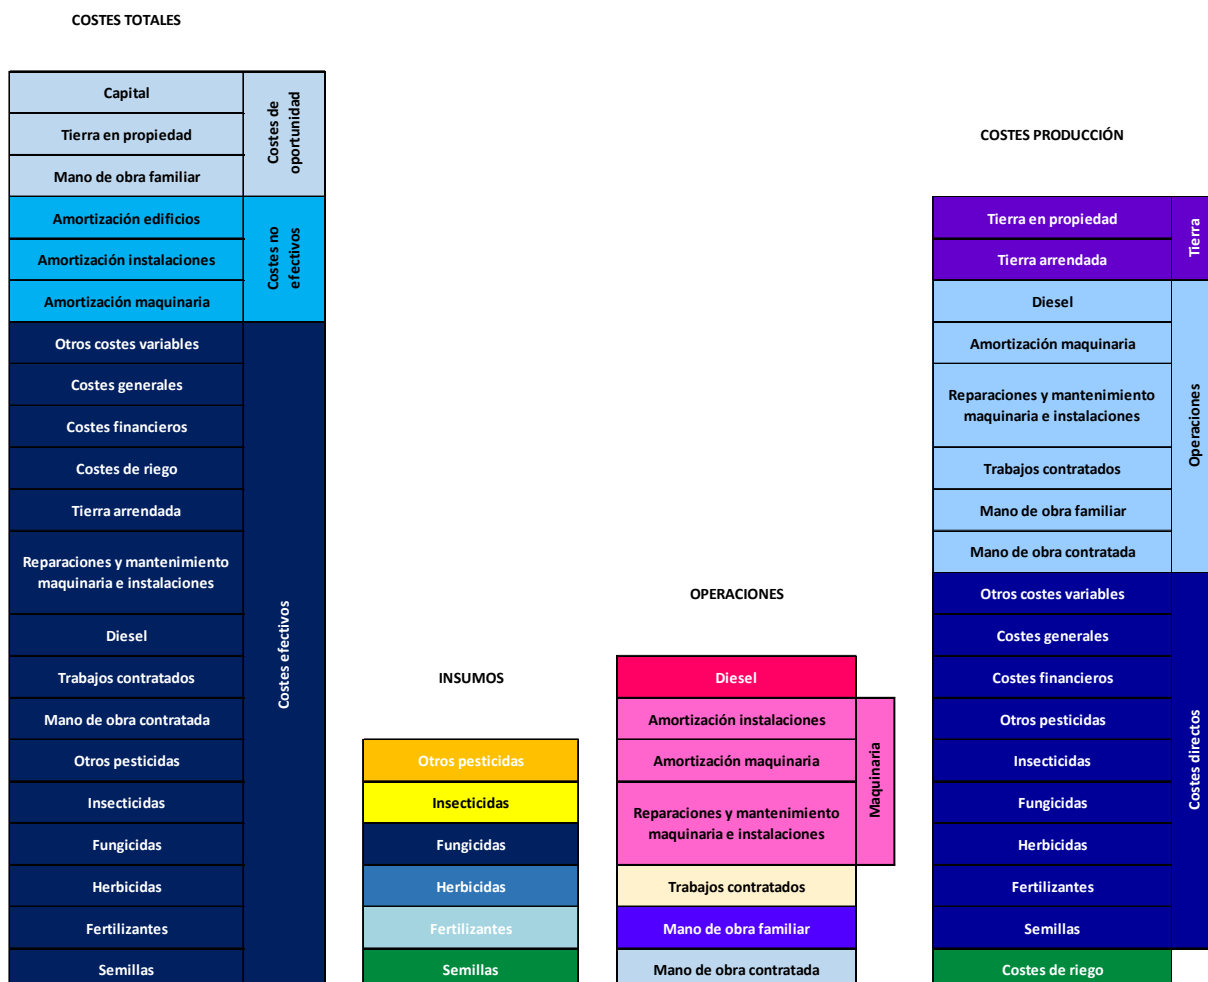 COSTES TOTALES
Capital
Tierra en propiedad
Mano de obra familiar
Costes de
oportunidad
Amortización edificios
Amortización instalaciones
Amortización maquinaria
Costes no
efectivos
Otros costes variables
Costes generales
Costes financieros
Costes de riego
Tierra arrendada
Reparaciones y mantenimiento
maquinaria e instalaciones
Diesel
Trabajos contratados
Mano de obra contratada
Otros pesticidas
Insecticidas
Fungicidas
Herbicidas
Fertilizantes
Semillas
Costes efectivos
INSUMOS
Otros pesticidas
Insecticidas
Fungicidas
Herbicidas
Fertilizantes
Semillas
OPERACIONES
Diesel
Amortización instalaciones
Amortización maquinaria
Reparaciones y mantenimiento
maquinaria e instalaciones
Maquinaria
Trabajos contratados
Mano de obra familiar
Mano de obra contratada
COSTES PRODUCCIÓN
Tierra en propiedad
Tierra arrendada
Tierra
Diesel
Amortización maquinaria
Reparaciones y mantenimiento
maquinaria e instalaciones
Trabajos contratados
Mano de obra familiar
Mano de obra contratada
Operaciones
Otros costes variables
Costes generales
Costes financieros
Otros pesticidas
Insecticidas
Fungicidas
Herbicidas
Fertilizantes
Semillas
Costes directos
Costes de riego